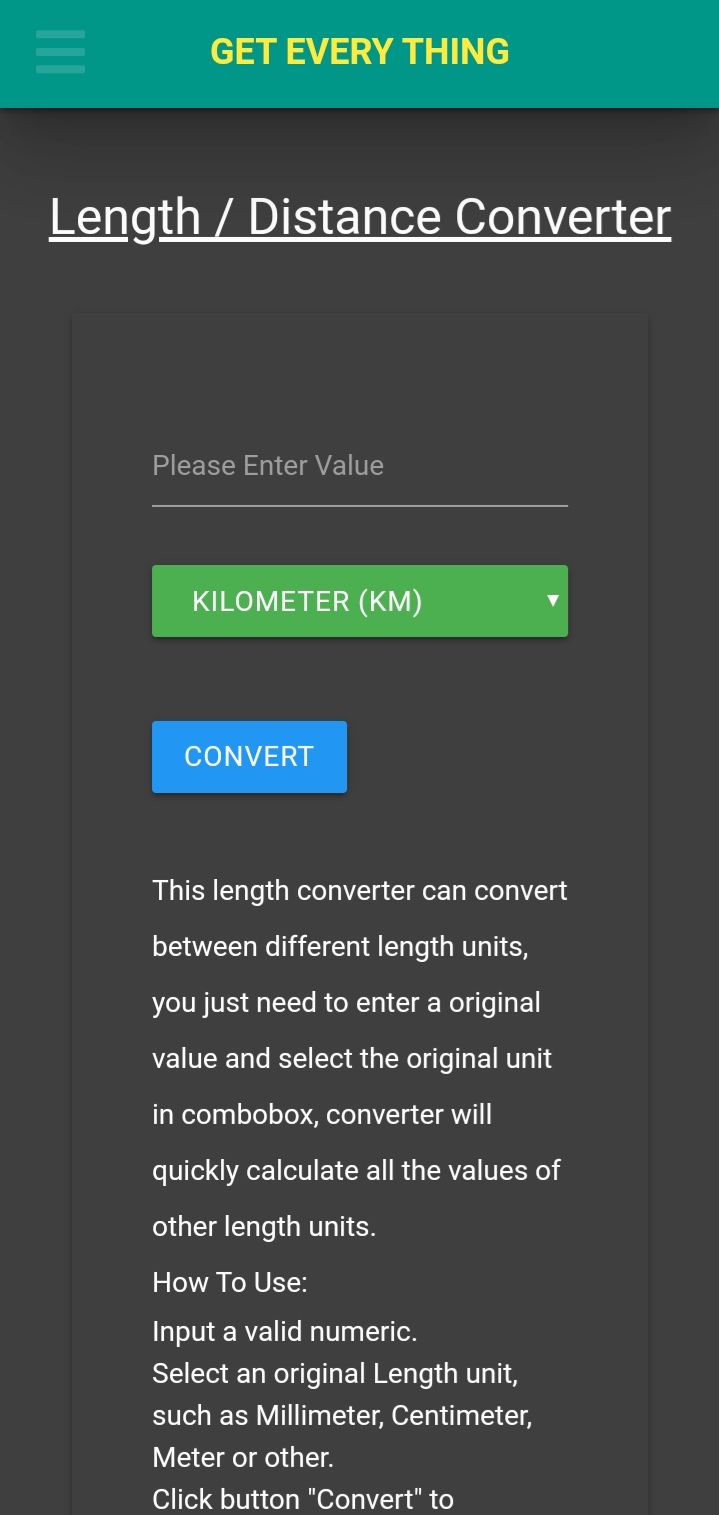 GET EVERY THING
Length / Distance Converter
Please Enter Value
KILOMETER (KM)
CONVERT
This length converter can convert
between different length units,
you just need to enter a original
value and select the original unit
in combobox, converter will
quickly calculate all the values of
other length units.
How To Use:
Input a valid numeric.
Select an original Length unit,
such as Millimeter, Centimeter,
Meter or other.
Click button "Convert" to